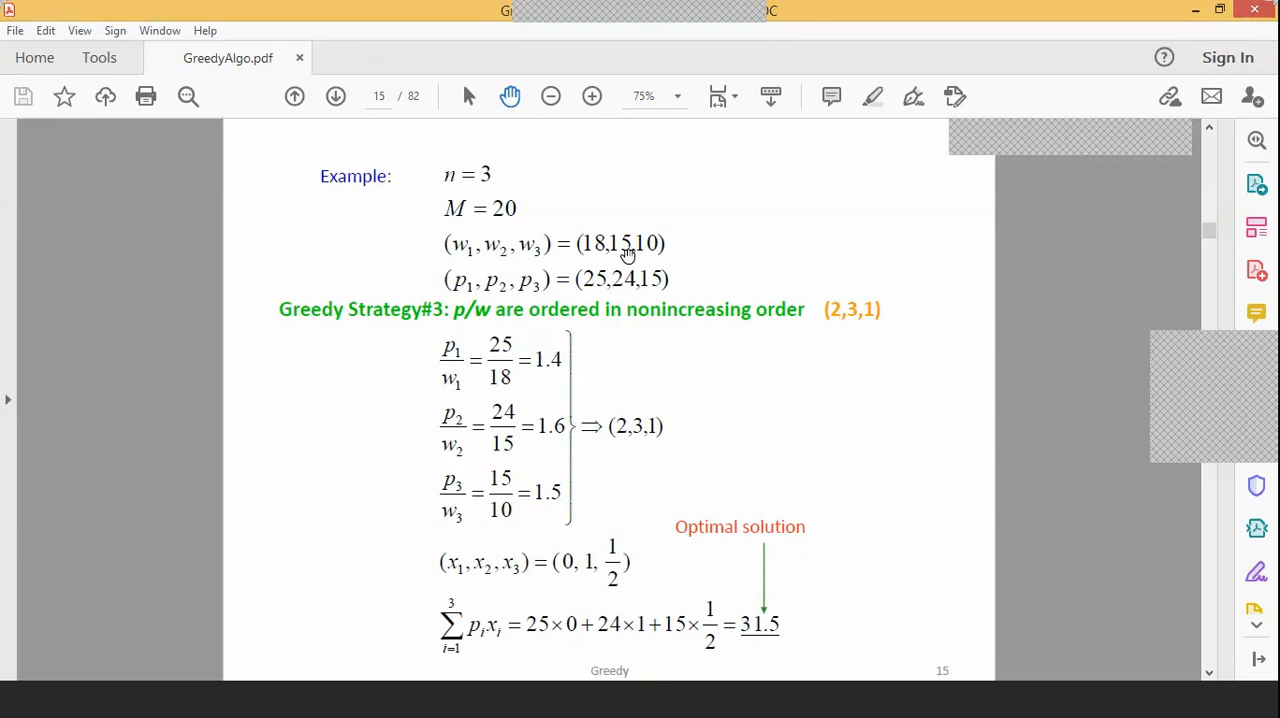 Gr DC
File Edit View Sign Window Help
Home Tools GreedyAlgo.pdf × Sign In
15 / 82 75%
Example: n = 3
M = 20
(w₁, w₂, w₃) = (18,15,10)
(p₁, p₂, p₃) = (25,24,15)
Greedy Strategy#3: p/w are ordered in nonincreasing order (2,3,1)
p₁/w₁ = 25/18 = 1.4
p₂/w₂ = 24/15 = 1.6 ⇒ (2,3,1)
p₃/w₃ = 15/10 = 1.5
Optimal solution
(x₁, x₂, x₃) = (0, 1, 1/2)
3∑i=1 pᵢxᵢ = 25×0+24×1+15×1/2 = 31.5
Greedy 15